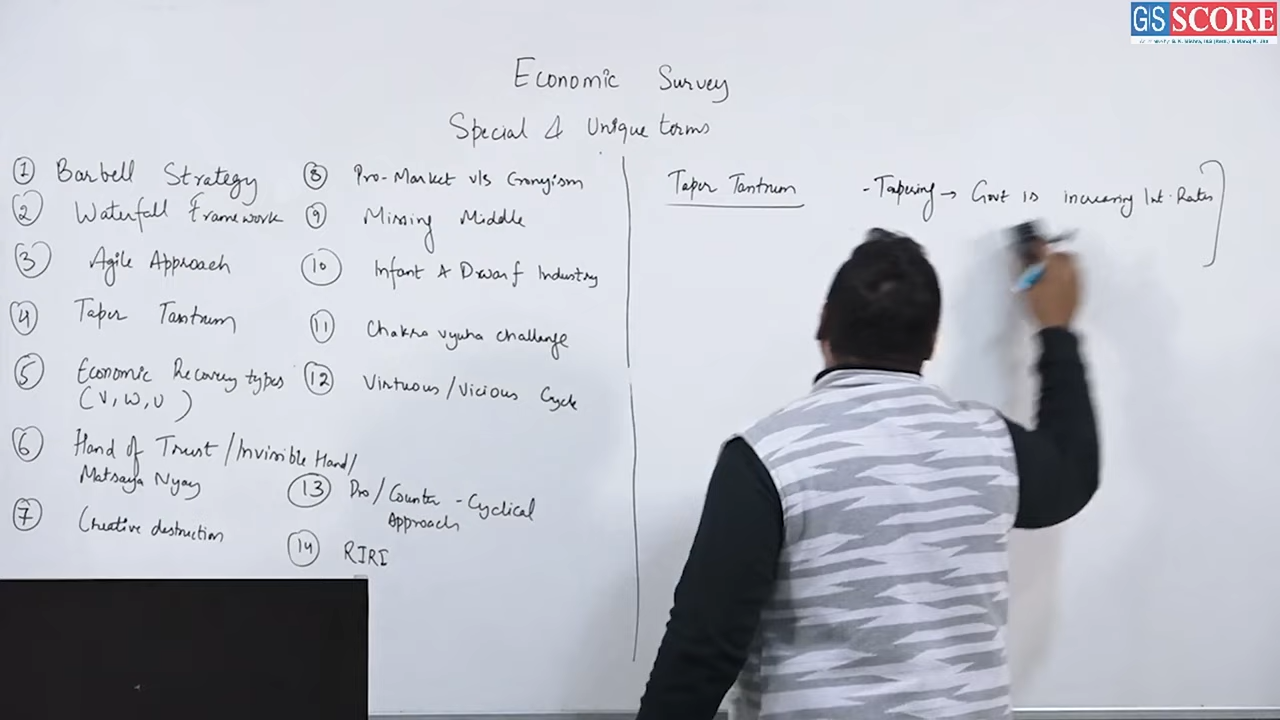 GS SCORE
Economic Survey
Special & Unique terms
① Barbell Strategy
② Waterfall Framework
③ Agile Approach
④ Taper Tantrum
⑤ Economic Recovery types
(V, W, U)
⑥ Hand of Trust / Invisible Hand /
Matsaya Nyay
⑦ Creative destruction
⑧ Pro-Market v/s Cronyism
⑨ Missing Middle
⑩ Infant & Dwarf Industry
⑪ Chakra vyuha challenge
⑫ Virtuous / Vicious Cycle
⑬ Pro / Counter - Cyclical
Approach
⑭ RIRI
Taper Tantrum
- Tapering → Govt is increasing Int. Rates